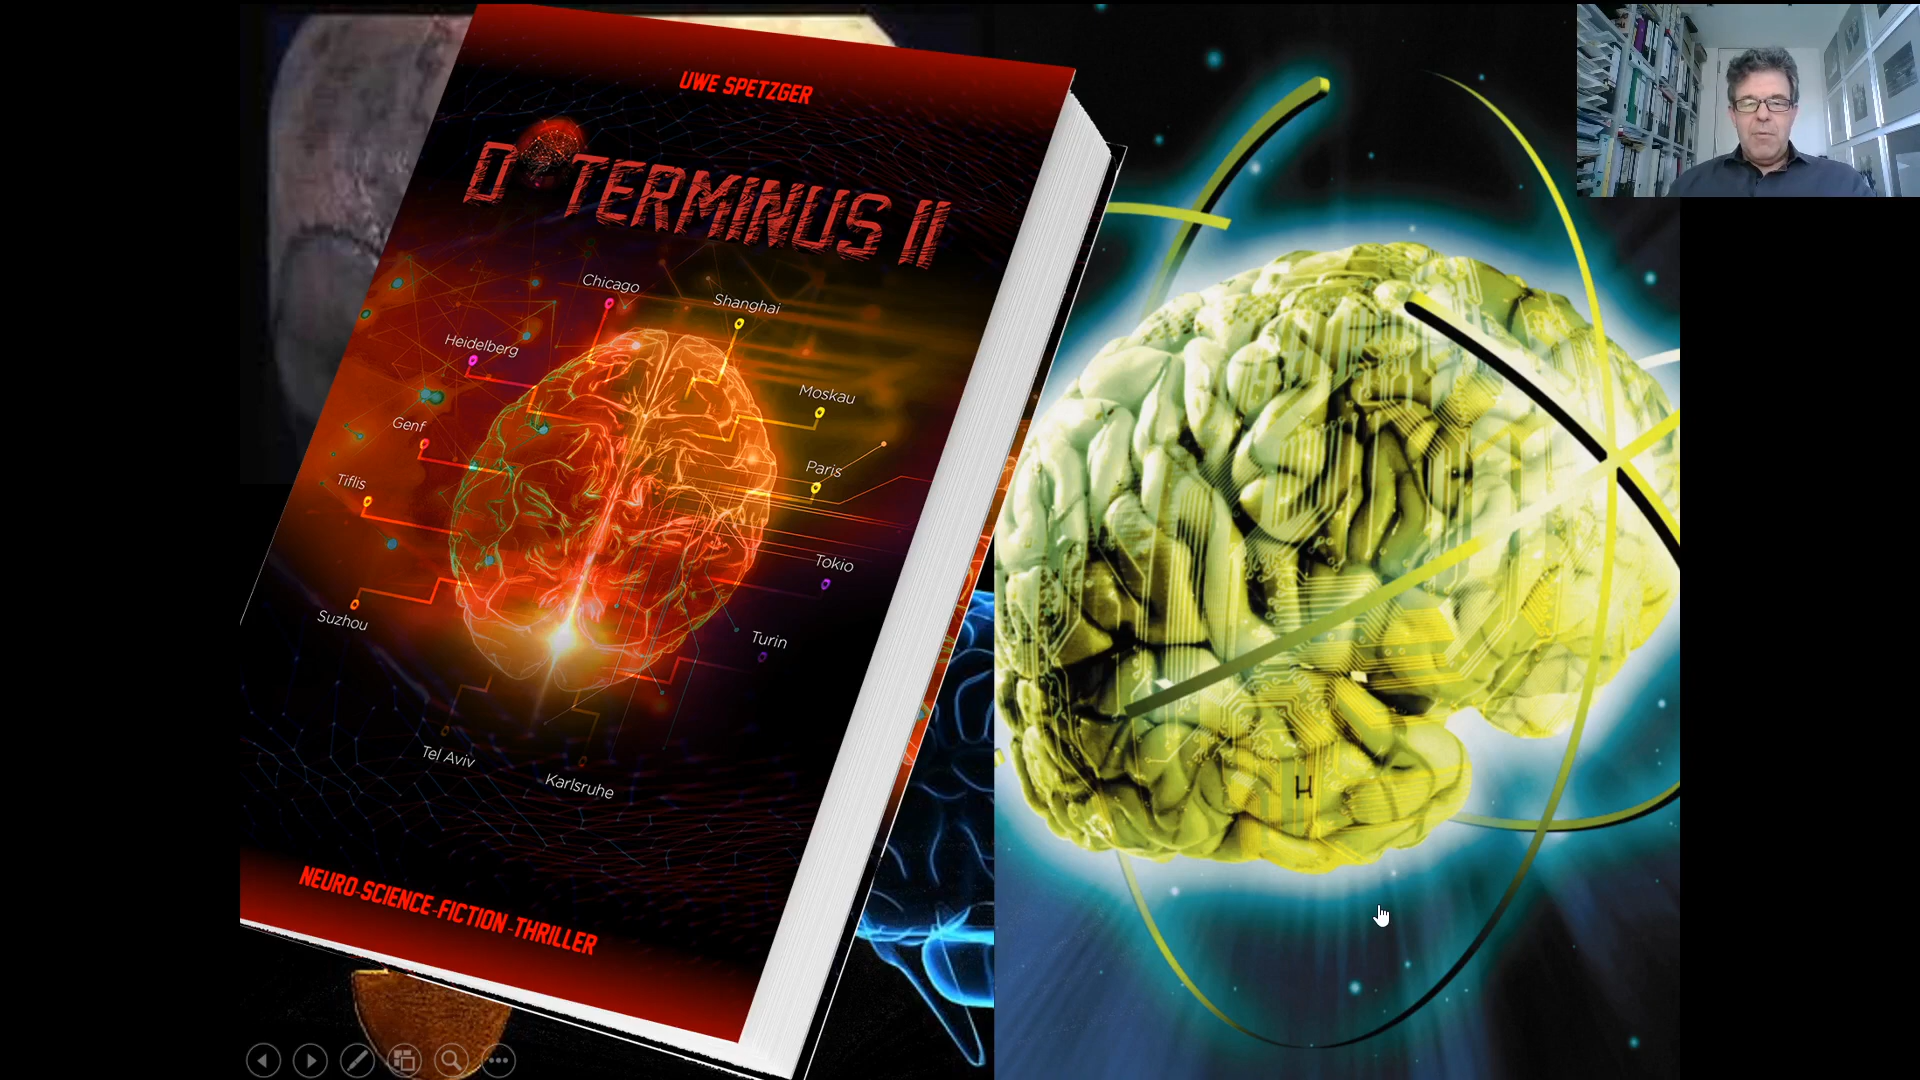 UWE SPETZGER
D TERMINUS II
Chicago
Shanghai
Heidelberg
Moskau
Genf
Paris
Tiflis
Tokio
Suzhou
Turin
Tel Aviv
Karlsruhe
NEURO-SCIENCE-FICTION-THRILLER
H